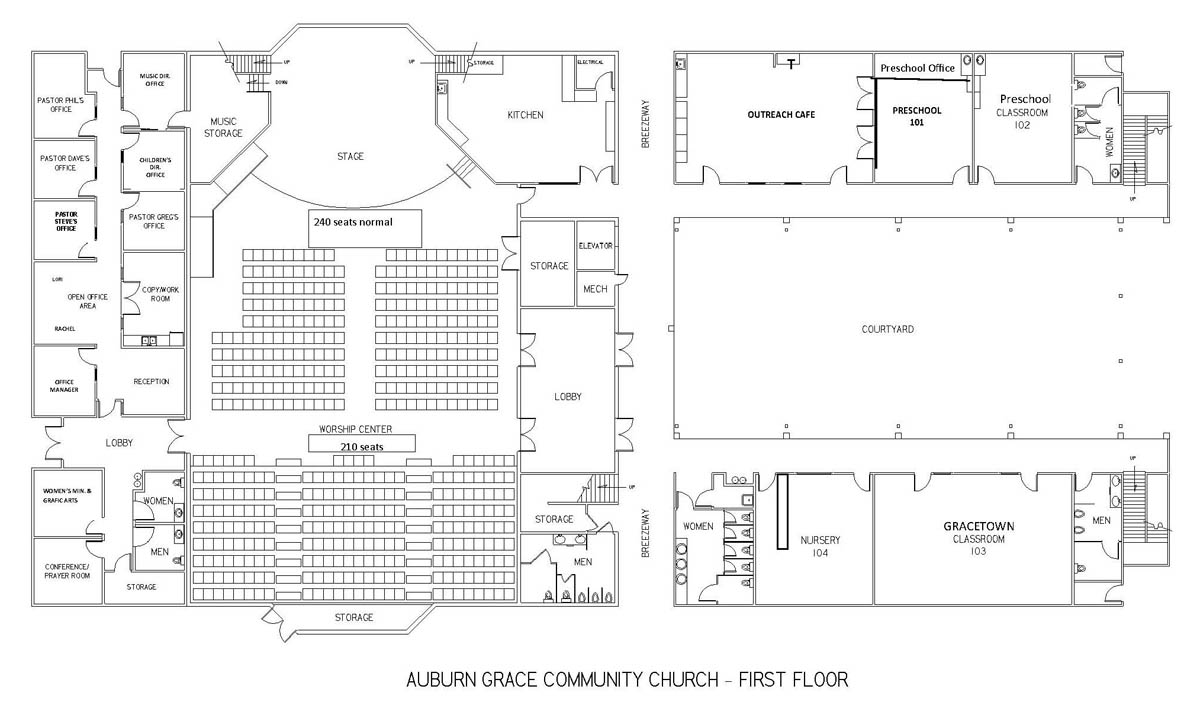 PASTOR PHIL'S
OFFICE
MUSIC DIR.
OFFICE
PASTOR DAVE'S
OFFICE
CHILDREN'S
DIR.
OFFICE
PASTOR
STEVE'S
OFFICE
PASTOR GREG'S
OFFICE
LORI
OPEN OFFICE
AREA
RACHEL
COPY/WORK
ROOM
OFFICE
MANAGER
RECEPTION
LOBBY
WOMEN'S MIN. &
GRAFIC ARTS
WOMEN
MEN
CONFERENCE/
PRAYER ROOM
STORAGE
UP
DOWN
MUSIC
STORAGE
STAGE
UP
STORAGE
ELECTRICAL
KITCHEN
240 seats normal
STORAGE
ELEVATOR
MECH
LOBBY
WORSHIP CENTER
210 seats
UP
STORAGE
MEN
STORAGE
BREEZEWAY
BREEZEWAY
OUTREACH CAFE
Preschool Office
PRESCHOOL
101
Preschool
CLASSROOM
102
WOMEN
UP
COURTYARD
WOMEN
NURSERY
104
GRACETOWN
CLASSROOM
103
MEN
UP
AUBURN GRACE COMMUNITY CHURCH - FIRST FLOOR